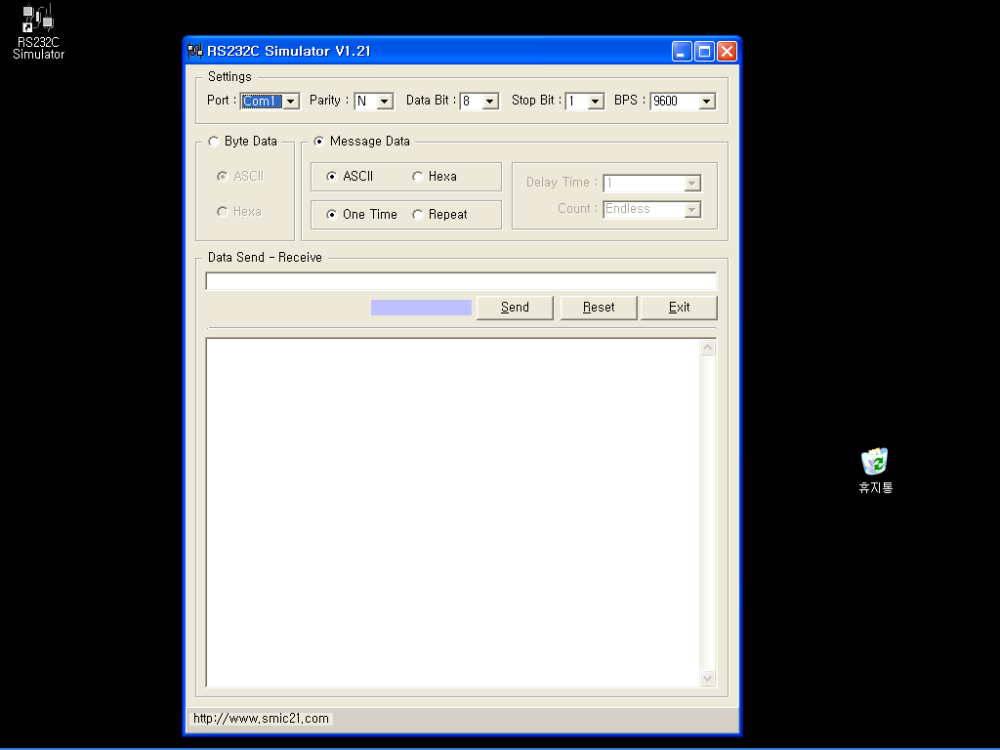 RS232C
Simulator
RS232C Simulator V1.21
Settings
Port : Com1 Parity : N Data Bit : 8 Stop Bit : 1 BPS : 9600
Byte Data Message Data
ASCII ASCII Hexa Delay Time : 1
Hexa One Time Repeat Count : Endless
Data Send - Receive
Send Reset Exit
휴지통
http://www.smic21.com